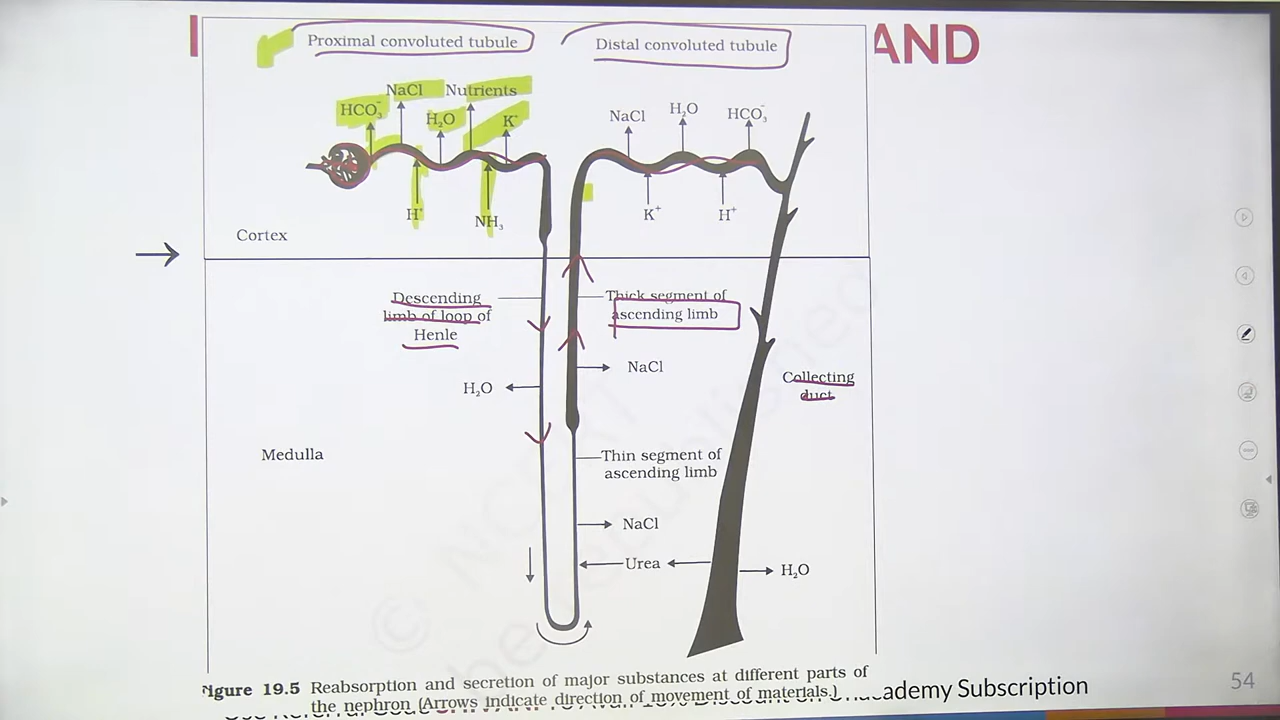 AND
Proximal convoluted tubule
Distal convoluted tubule
NaCl Nutrients
HCO₃⁻
H₂O
K⁺
NaCl
H₂O
HCO₃⁻
H⁺
NH₃
K⁺
H⁺
Cortex
Descending
limb of loop of
Henle
Thick segment of
ascending limb
NaCl
H₂O
Collecting
duct
Medulla
Thin segment of
ascending limb
NaCl
Urea
H₂O
Figure 19.5 Reabsorption and secretion of major substances at different parts of
the nephron (Arrows indicate direction of movement of materials.)
academy Subscription
54